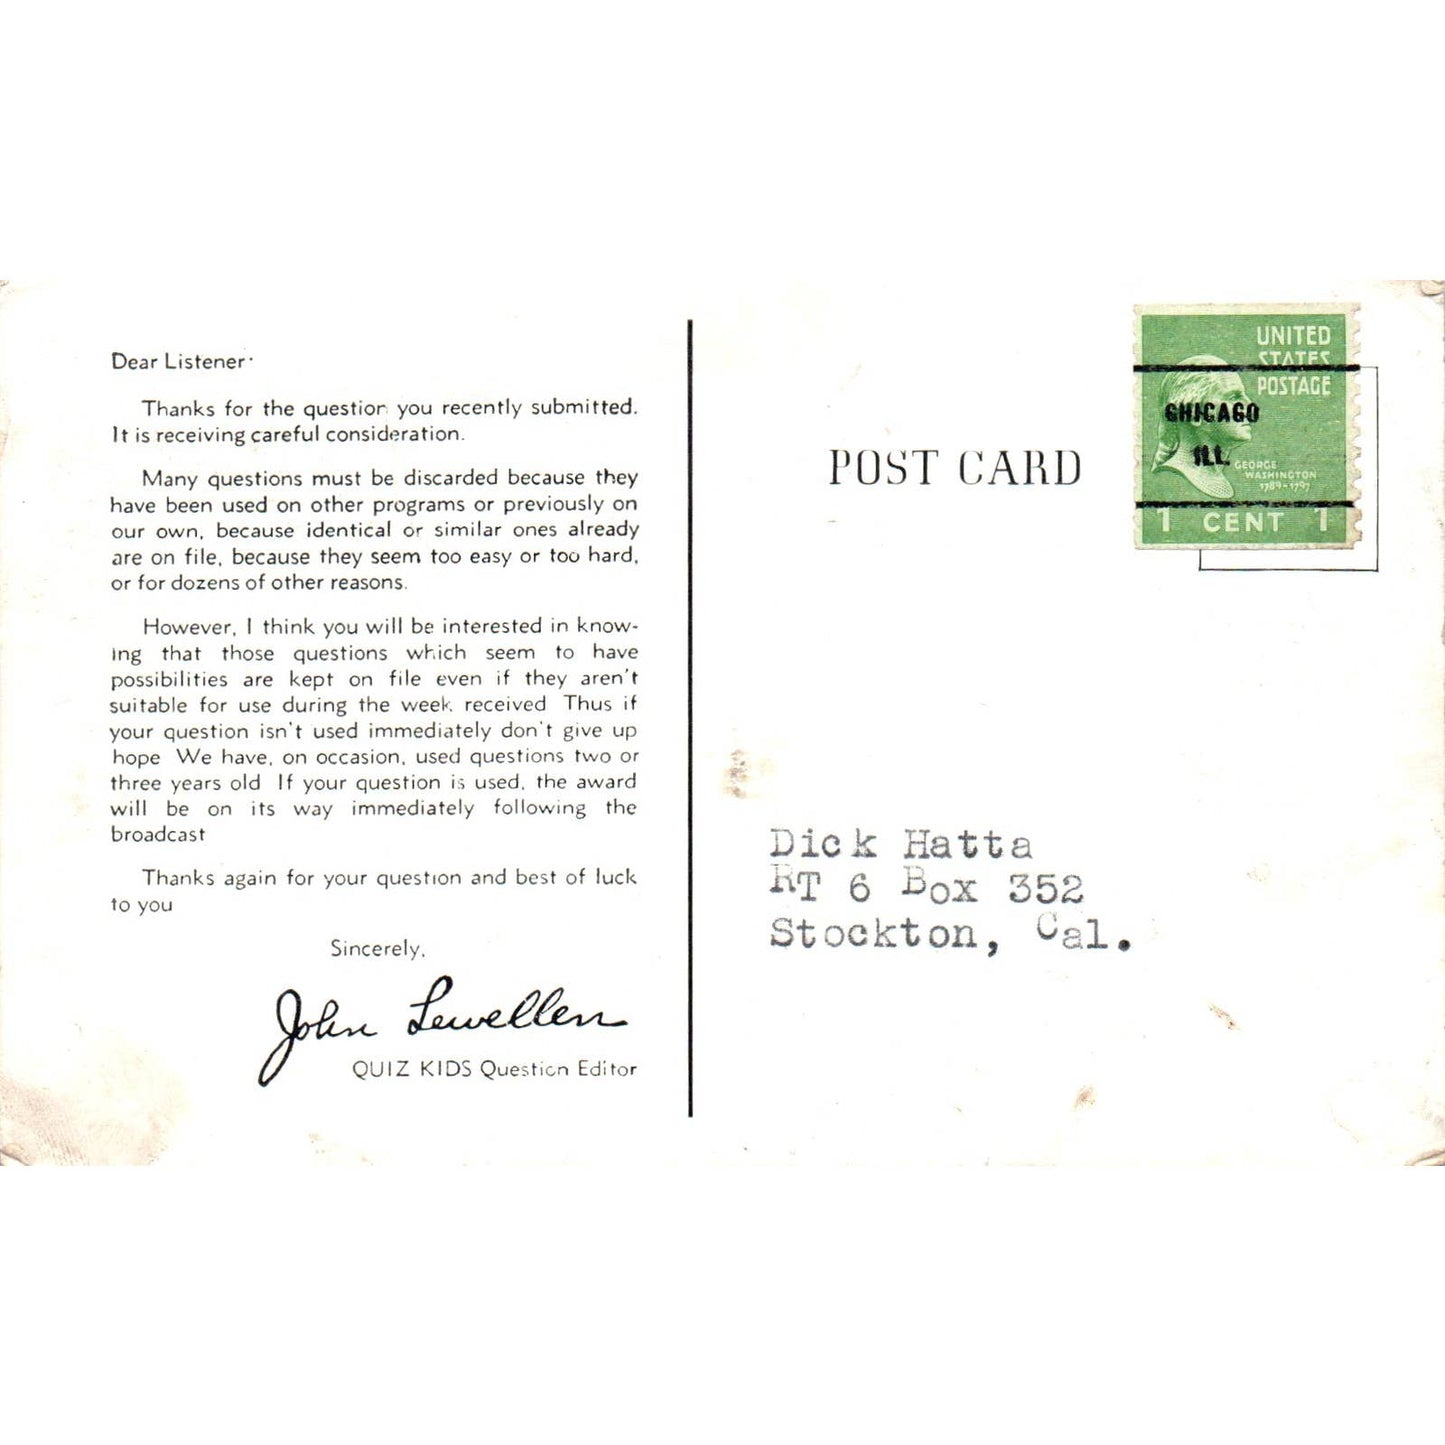 Dear Listener·
Thanks for the question you recently submitted.
It is receiving careful consideration.
Many questions must be discarded because they
have been used on other programs or previously on
our own, because identical or similar ones already
are on file, because they seem too easy or too hard,
or for dozens of other reasons.
However, I think you will be interested in know-
ing that those questions which seem to have
possibilities are kept on file even if they aren't
suitable for use during the week received Thus if
your question isn't used immediately don't give up
hope We have, on occasion, used questions two or
three years old If your question is used, the award
will be on its way immediately following the
broadcast
Thanks again for your question and best of luck
to you
Sincerely,
John Lewellen
QUIZ KIDS Question Editor
POST CARD
UNITED
STATES
POSTAGE
CHICAGO
ILL.
GEORGE
WASHINGTON
1789-1797
1 CENT 1
Dick Hatta
RT 6 Box 352
Stockton, Cal.